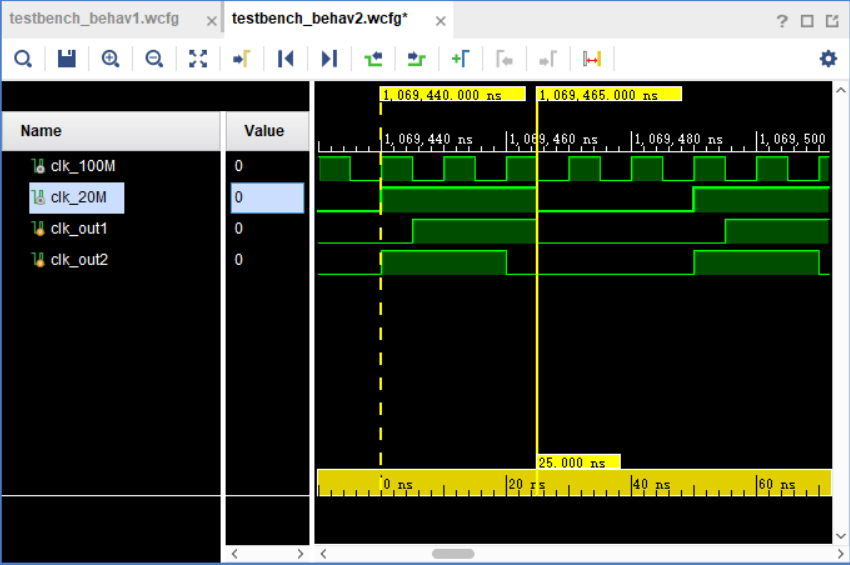 testbench_behav1.wcfg × testbench_behav2.wcfg* × ?
1,069,440.000 ns 1,069,465.000 ns
Name Value 1,069,440 ns 1,069,460 ns 1,069,480 ns 1,069,500
clk_100M 0
clk_20M 0
clk_out1 0
clk_out2 0
25.000 ns
0 ns 20 ns 40 ns 60 ns